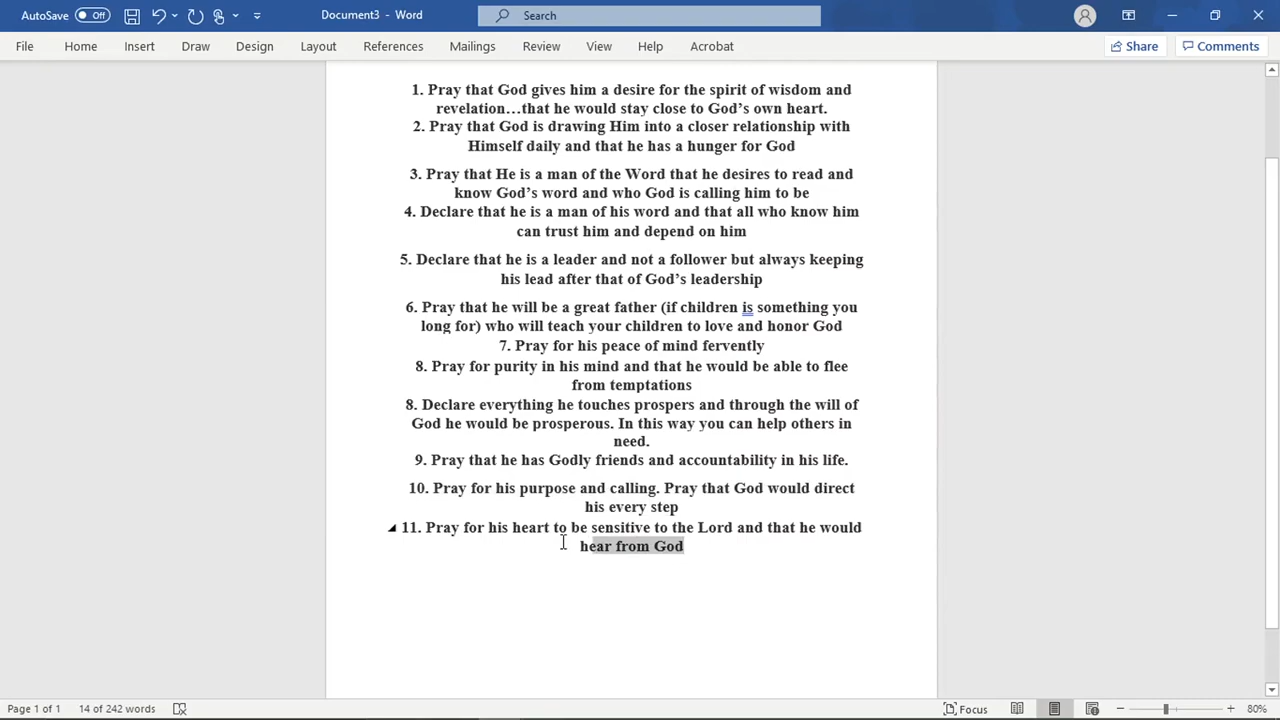 AutoSave Off Document3 - Word Search
File Home Insert Draw Design Layout References Mailings Review View Help Acrobat Share Comments
1. Pray that God gives him a desire for the spirit of wisdom and
revelation…that he would stay close to God’s own heart.
2. Pray that God is drawing Him into a closer relationship with
Himself daily and that he has a hunger for God
3. Pray that He is a man of the Word that he desires to read and
know God’s word and who God is calling him to be
4. Declare that he is a man of his word and that all who know him
can trust him and depend on him
5. Declare that he is a leader and not a follower but always keeping
his lead after that of God’s leadership
6. Pray that he will be a great father (if children is something you
long for) who will teach your children to love and honor God
7. Pray for his peace of mind fervently
8. Pray for purity in his mind and that he would be able to flee
from temptations
8. Declare everything he touches prospers and through the will of
God he would be prosperous. In this way you can help others in
need.
9. Pray that he has Godly friends and accountability in his life.
10. Pray for his purpose and calling. Pray that God would direct
his every step
11. Pray for his heart to be sensitive to the Lord and that he would
hear from God
Page 1 of 1 14 of 242 words Focus 80%